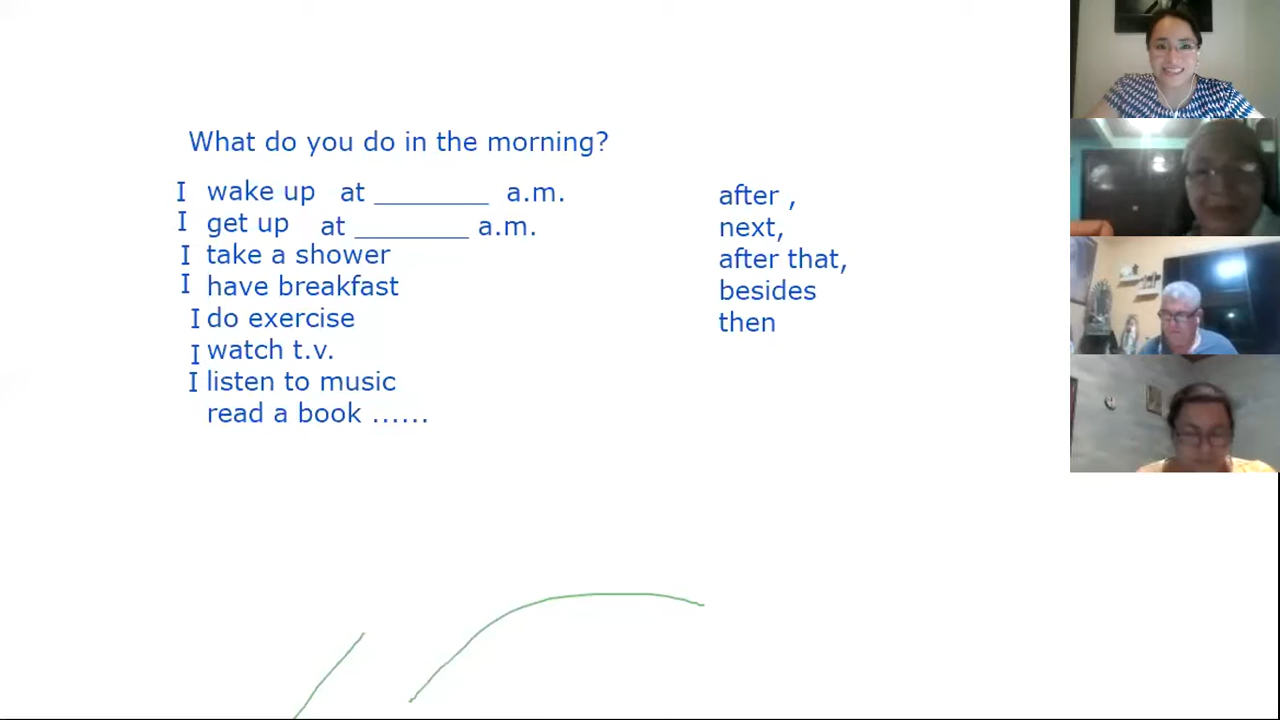 What do you do in the morning?
I wake up at ________ a.m.
I get up at ________ a.m.
I take a shower
I have breakfast
I do exercise
I watch t.v.
I listen to music
read a book ......
after ,
next,
after that,
besides
then